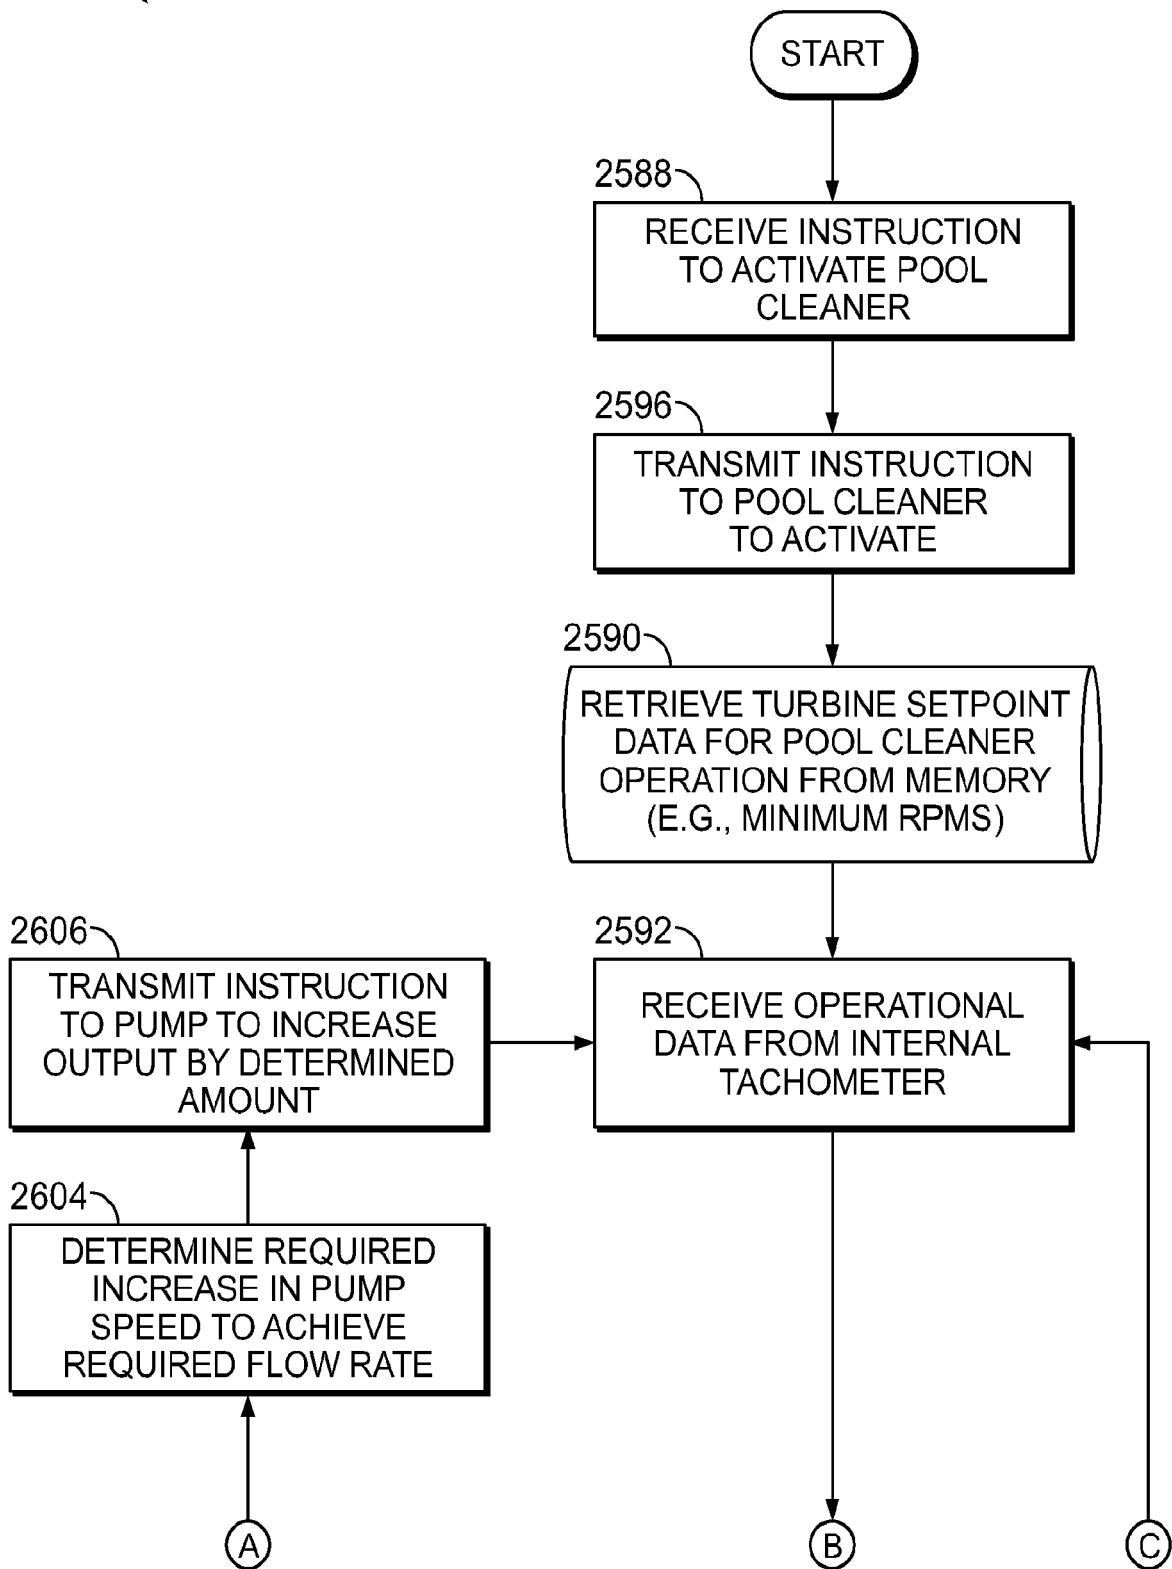 START
2588
RECEIVE INSTRUCTION
TO ACTIVATE POOL
CLEANER
2596
TRANSMIT INSTRUCTION
TO POOL CLEANER
TO ACTIVATE
2590
RETRIEVE TURBINE SETPOINT
DATA FOR POOL CLEANER
OPERATION FROM MEMORY
(E.G., MINIMUM RPMS)
2606
TRANSMIT INSTRUCTION
TO PUMP TO INCREASE
OUTPUT BY DETERMINED
AMOUNT
2592
RECEIVE OPERATIONAL
DATA FROM INTERNAL
TACHOMETER
2604
DETERMINE REQUIRED
INCREASE IN PUMP
SPEED TO ACHIEVE
REQUIRED FLOW RATE
A
B
C